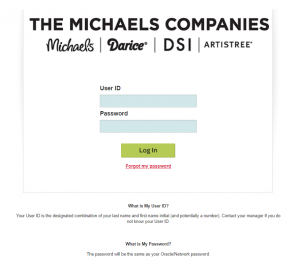 THE MICHAELS COMPANIES
Michaels | Darice® | DSI | ARTISTREE®
User ID
Password
Log In
Forgot my password
What is My User ID?
Your User ID is the designated combination of your last name and first name initial (and potentially a number). Contact your manager if you do
not know your User ID.
What is My Password?
The password will be the same as your Oracle/Network password.